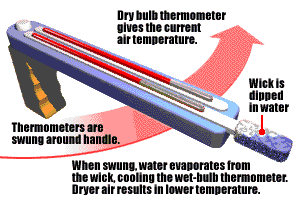 Dry bulb thermometer
gives the current
air temperature.
Wick is
dipped
in water
Thermometers are
swung around handle.
When swung, water evaporates from
the wick, cooling the wet-bulb thermometer.
Dryer air results in lower temperature.